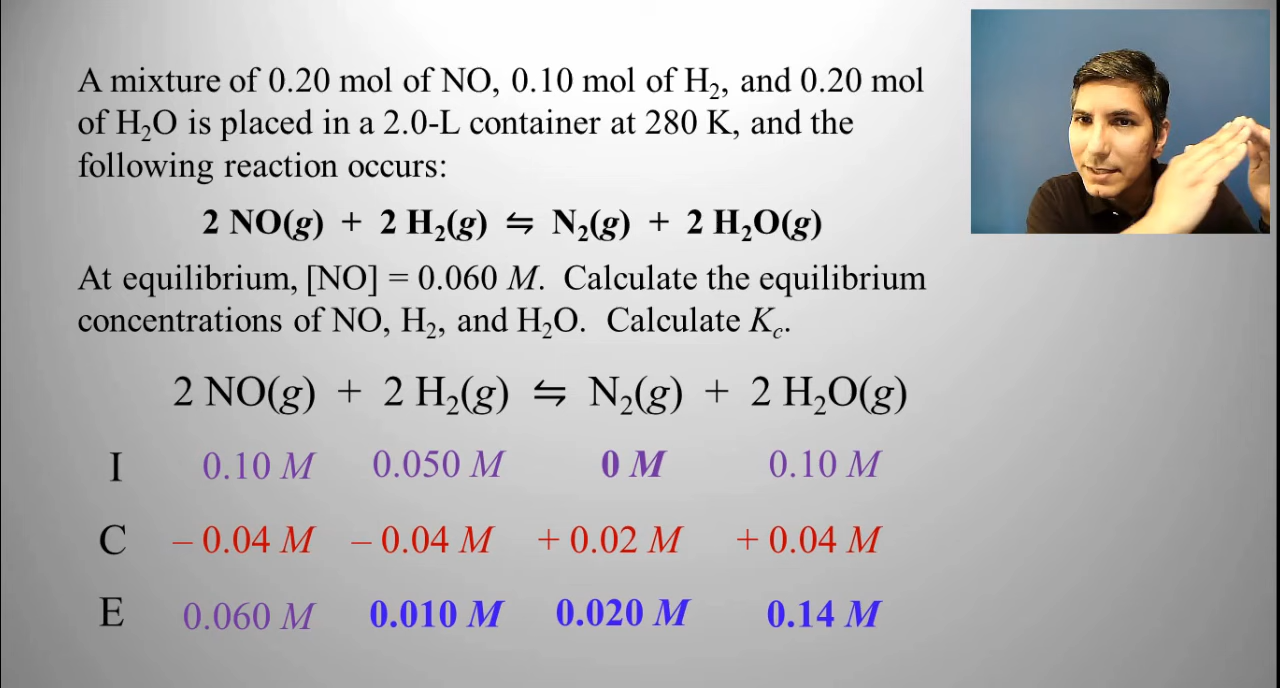 A mixture of 0.20 mol of NO, 0.10 mol of H₂, and 0.20 mol
of H₂O is placed in a 2.0-L container at 280 K, and the
following reaction occurs:
2 NO(g) + 2 H₂(g) ⇋ N₂(g) + 2 H₂O(g)
At equilibrium, [NO] = 0.060 M. Calculate the equilibrium
concentrations of NO, H₂, and H₂O. Calculate K꜀.
2 NO(g) + 2 H₂(g) ⇋ N₂(g) + 2 H₂O(g)
I 0.10 M 0.050 M 0 M 0.10 M
C – 0.04 M – 0.04 M + 0.02 M + 0.04 M
E 0.060 M 0.010 M 0.020 M 0.14 M